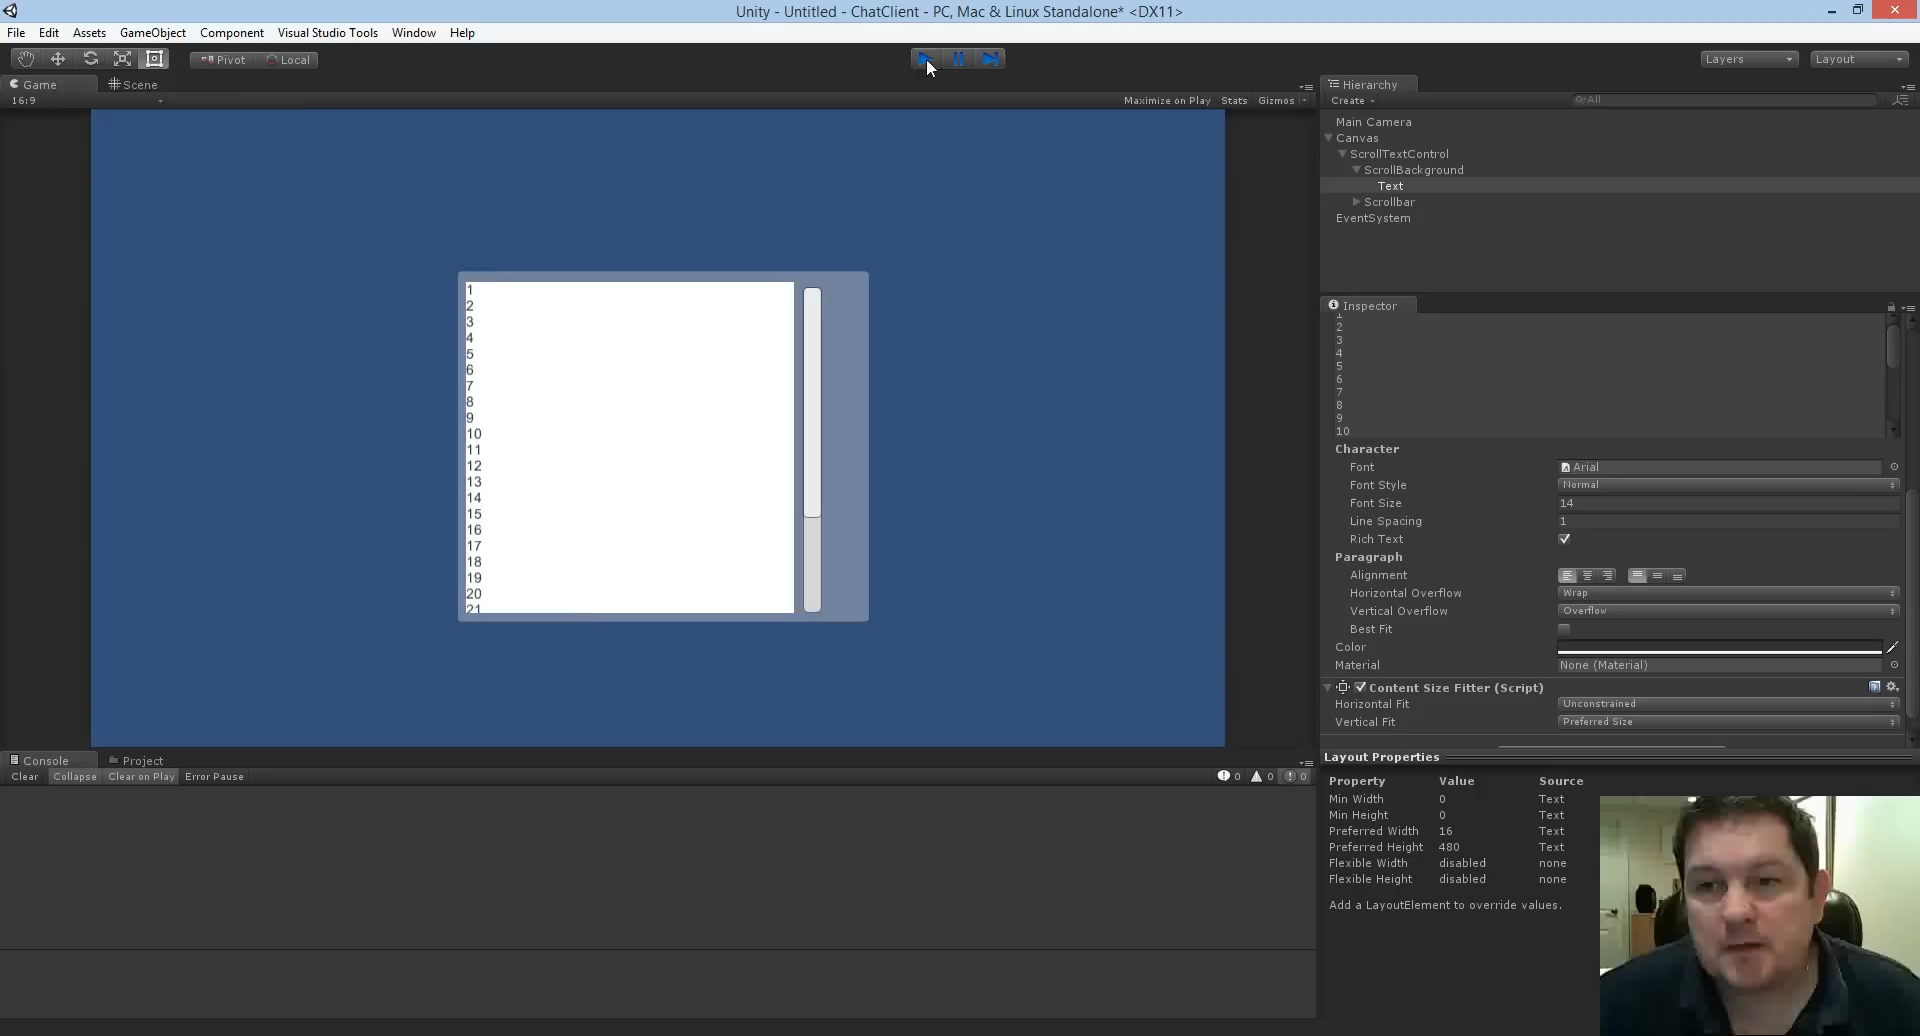 Unity - Untitled - ChatClient - PC, Mac & Linux Standalone* <DX11>
File Edit Assets GameObject Component Visual Studio Tools Window Help
Pivot Local
Layers Layout
Game Scene
16:9
Maximize on Play Stats Gizmos
1
2
3
4
5
6
7
8
9
10
11
12
13
14
15
16
17
18
19
20
21
Hierarchy
Create All
Main Camera
Canvas
ScrollTextControl
ScrollBackground
Text
Scrollbar
EventSystem
Inspector
1
2
3
4
5
6
7
8
9
10
Character
Font Arial
Font Style Normal
Font Size 14
Line Spacing 1
Rich Text
Paragraph
Alignment
Horizontal Overflow Wrap
Vertical Overflow Overflow
Best Fit
Color
Material None (Material)
Content Size Fitter (Script)
Horizontal Fit Unconstrained
Vertical Fit Preferred Size
Layout Properties
Property Value Source
Min Width 0 Text
Min Height 0 Text
Preferred Width 16 Text
Preferred Height 480 Text
Flexible Width disabled none
Flexible Height disabled none
Add a LayoutElement to override values.
Console Project
Clear Collapse Clear on Play Error Pause
0 0 0